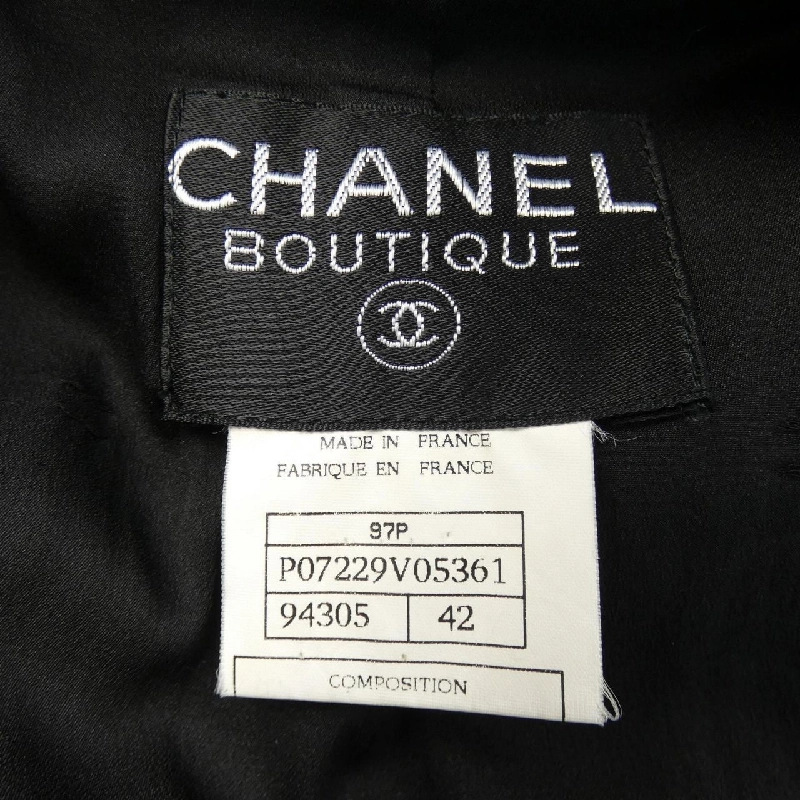 CHANEL
BOUTIQUE
MADE IN FRANCE
FABRIQUE EN FRANCE
97P
P07229V05361
94305 42
COMPOSITION